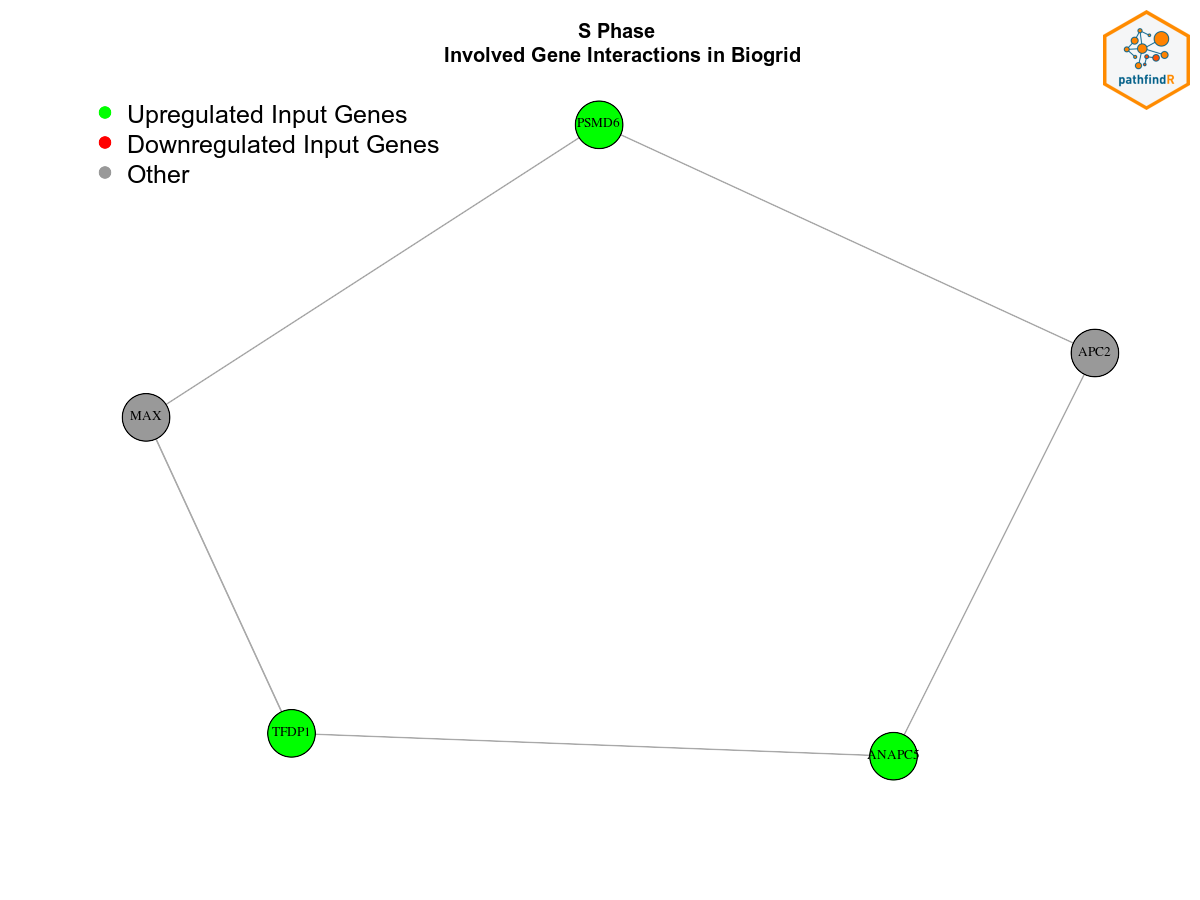 S Phase
Involved Gene Interactions in Biogrid
pathfindR
Upregulated Input Genes
Downregulated Input Genes
Other
PSMD6
APC2
MAX
TFDP1
ANAPC5